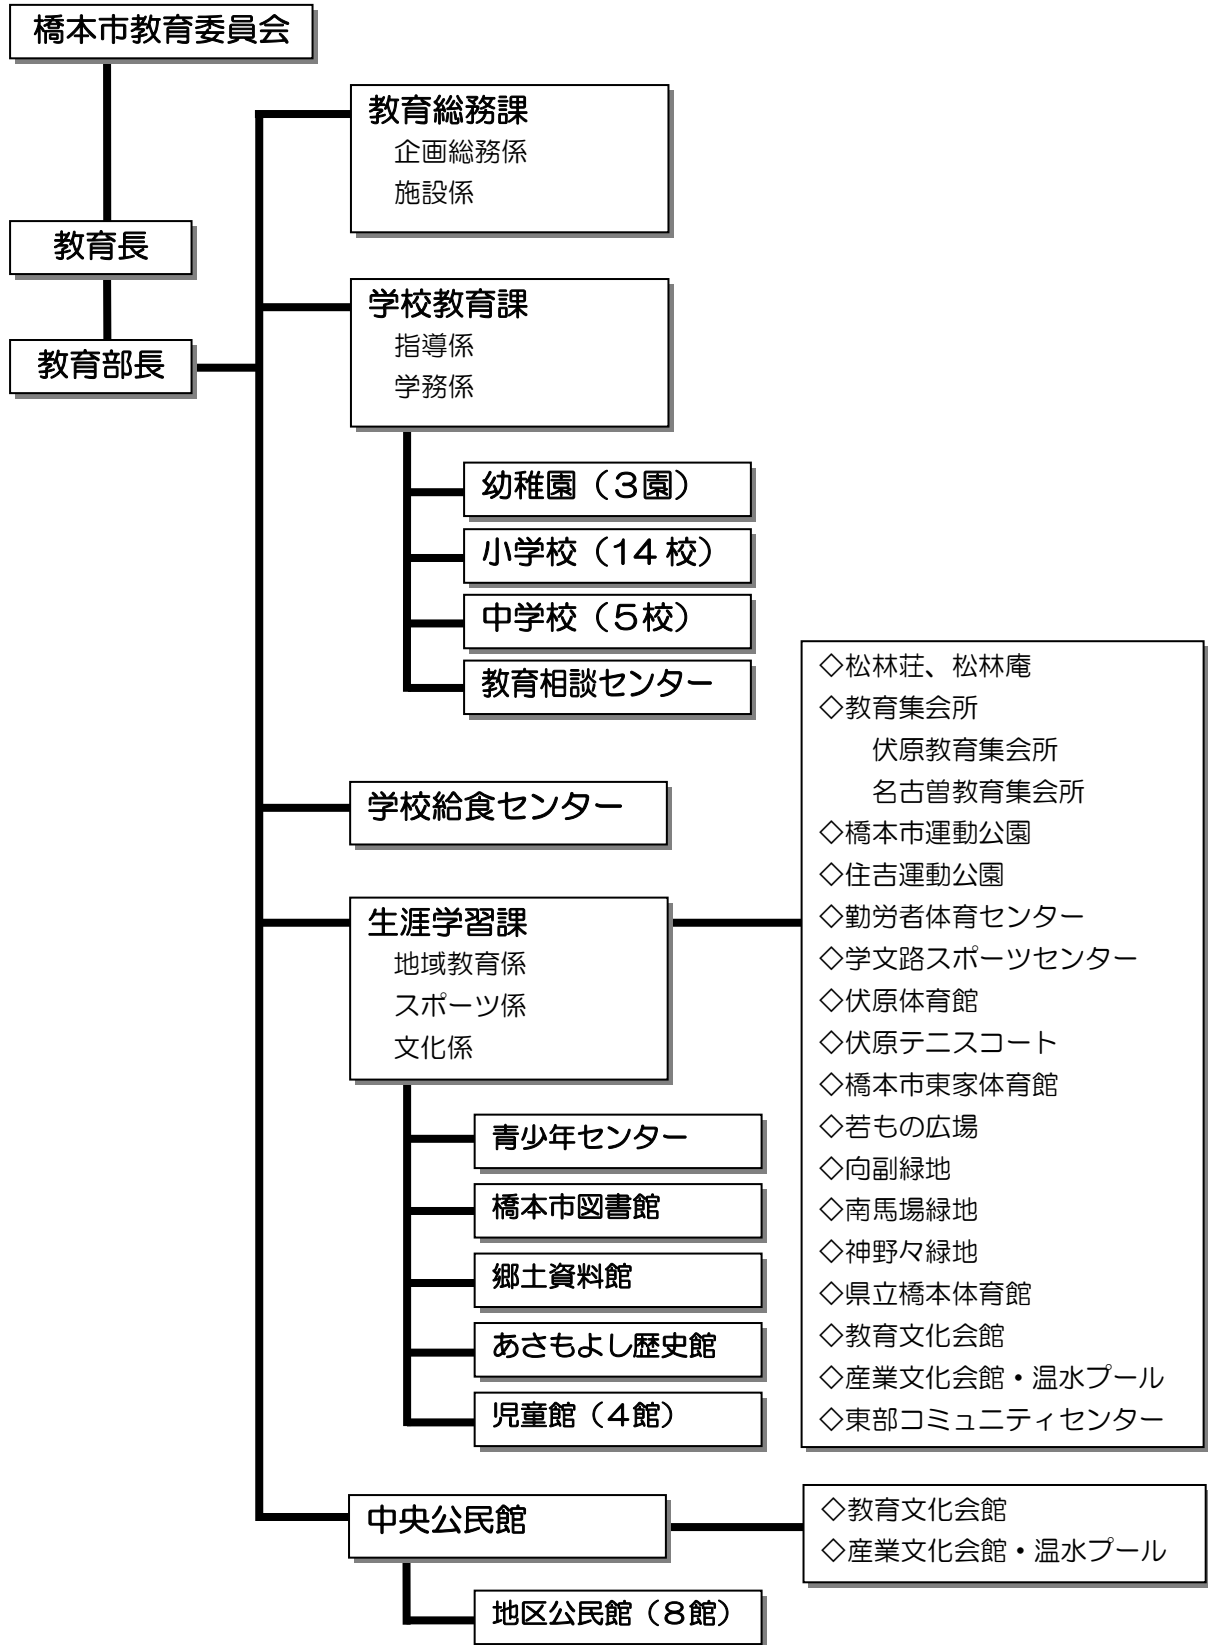 橋本市教育委員会
教育長
教育部長
教育総務課
企画総務係
施設係
学校教育課
指導係
学務係
幼稚園（３園）
小学校（14 校）
中学校（５校）
教育相談センター
学校給食センター
生涯学習課
地域教育係
スポーツ係
文化係
青少年センター
橋本市図書館
郷土資料館
あさもよし歴史館
児童館（４館）
◇松林荘、松林庵
◇教育集会所
伏原教育集会所
名古曽教育集会所
◇橋本市運動公園
◇住吉運動公園
◇勤労者体育センター
◇学文路スポーツセンター
◇伏原体育館
◇伏原テニスコート
◇橋本市東家体育館
◇若もの広場
◇向副緑地
◇南馬場緑地
◇神野々緑地
◇県立橋本体育館
◇教育文化会館
◇産業文化会館・温水プール
◇東部コミュニティセンター
中央公民館
◇教育文化会館
◇産業文化会館・温水プール
地区公民館（８館）